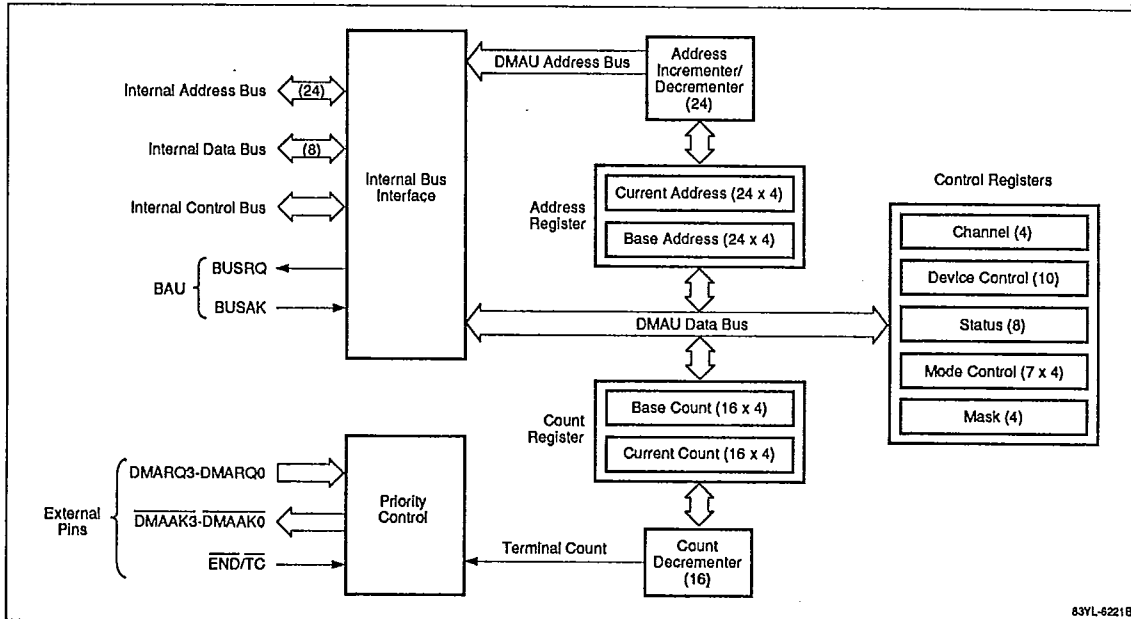 Internal Address Bus
(24)
Internal Data Bus
(8)
Internal Control Bus
BAU
BUSRQ
BUSAK
Internal Bus
Interface
DMAU Address Bus
Address
Incrementer/
Decrementer
(24)
Address
Register
Current Address (24 x 4)
Base Address (24 x 4)
DMAU Data Bus
Count
Register
Base Count (16 x 4)
Current Count (16 x 4)
Control Registers
Channel (4)
Device Control (10)
Status (8)
Mode Control (7 x 4)
Mask (4)
External
Pins
DMARQ3-DMARQ0
DMAAK3-DMAAK0
END/TC
Priority
Control
Terminal Count
Count
Decrementer
(16)
83YL-6221B